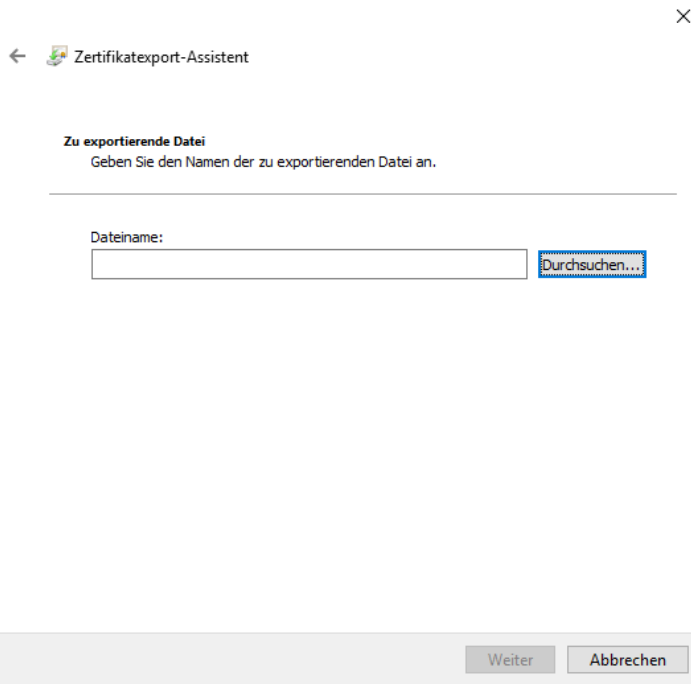 Zertifikatexport-Assistent
Zu exportierende Datei
Geben Sie den Namen der zu exportierenden Datei an.
Dateiname:
Durchsuchen...
Weiter
Abbrechen